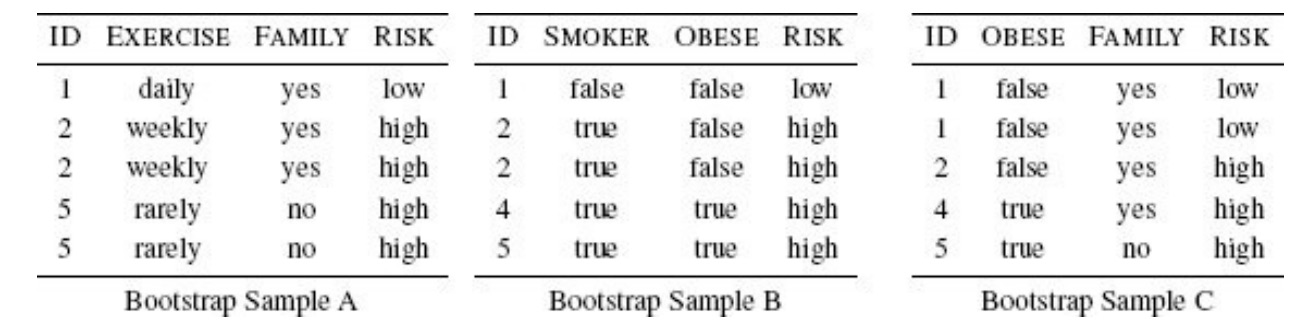 ID EXERCISE FAMILY RISK ID SMOKER OBESE RISK ID OBESE FAMILY RISK
1 daily yes low 1 false false low 1 false yes low
2 weekly yes high 2 true false high 1 false yes low
2 weekly yes high 2 true false high 2 false yes high
5 rarely no high 4 true true high 4 true yes high
5 rarely no high 5 true true high 5 true no high
Bootstrap Sample A Bootstrap Sample B Bootstrap Sample C